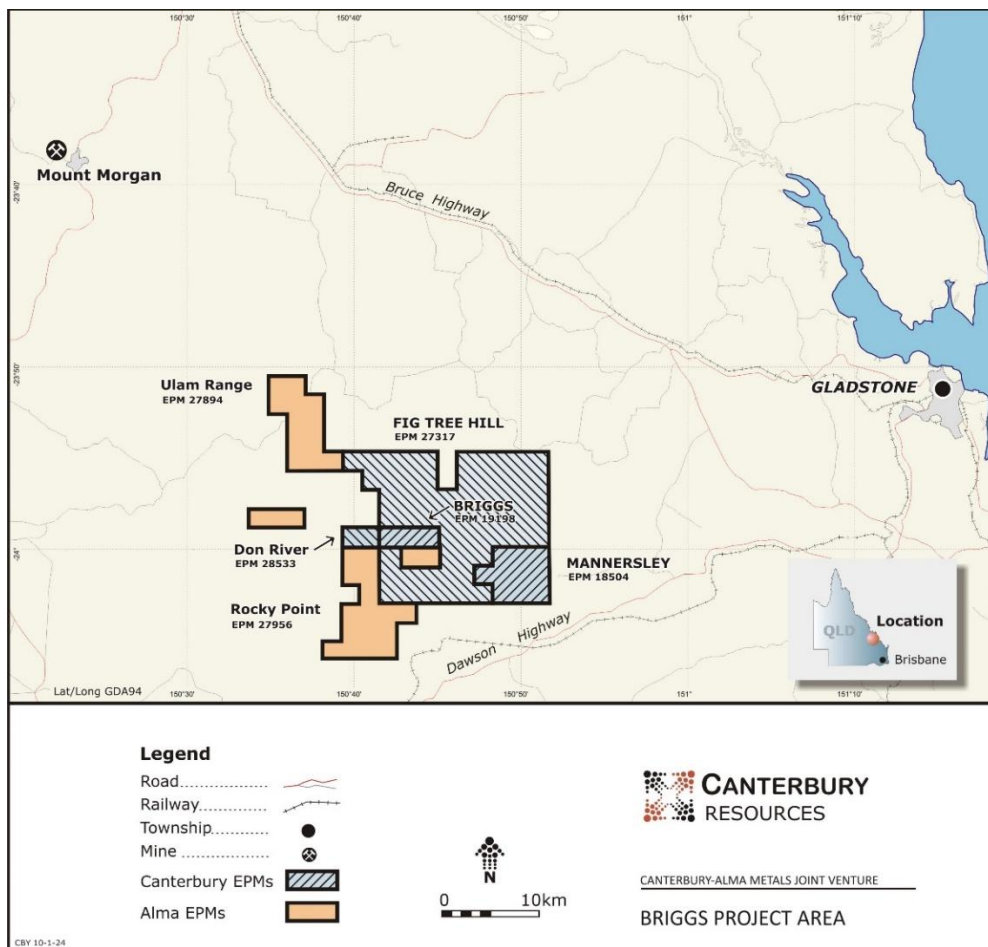 150°30'
150°40'
150°50'
151°
151°10'
Mount Morgan
-23°40'
Bruce Highway
-23°50'
GLADSTONE
Ulam Range
EPM 27894
FIG TREE HILL
EPM 27317
BRIGGS
EPM 19198
Don River
EPM 28533
-24°
MANNERSLEY
EPM 18504
Rocky Point
EPM 27956
Dawson Highway
QLD
Location
Brisbane
Lat/Long GDA94
150°30'
150°40'
150°50'
151°
151°10'
Legend
Road
Railway
Township
Mine
Canterbury EPMs
Alma EPMs
N
0 10km
CANTERBURY
RESOURCES
CANTERBURY-ALMA METALS JOINT VENTURE
BRIGGS PROJECT AREA
CBY 10-1-24